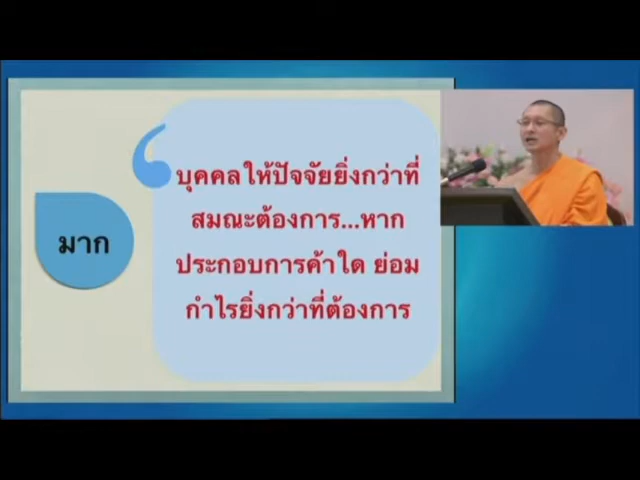 มาก
บุคคลให้ปัจจัยยิ่งกว่าที่
สมณะต้องการ...หาก
ประกอบการค้าใด ย่อม
กำไรยิ่งกว่าที่ต้องการ